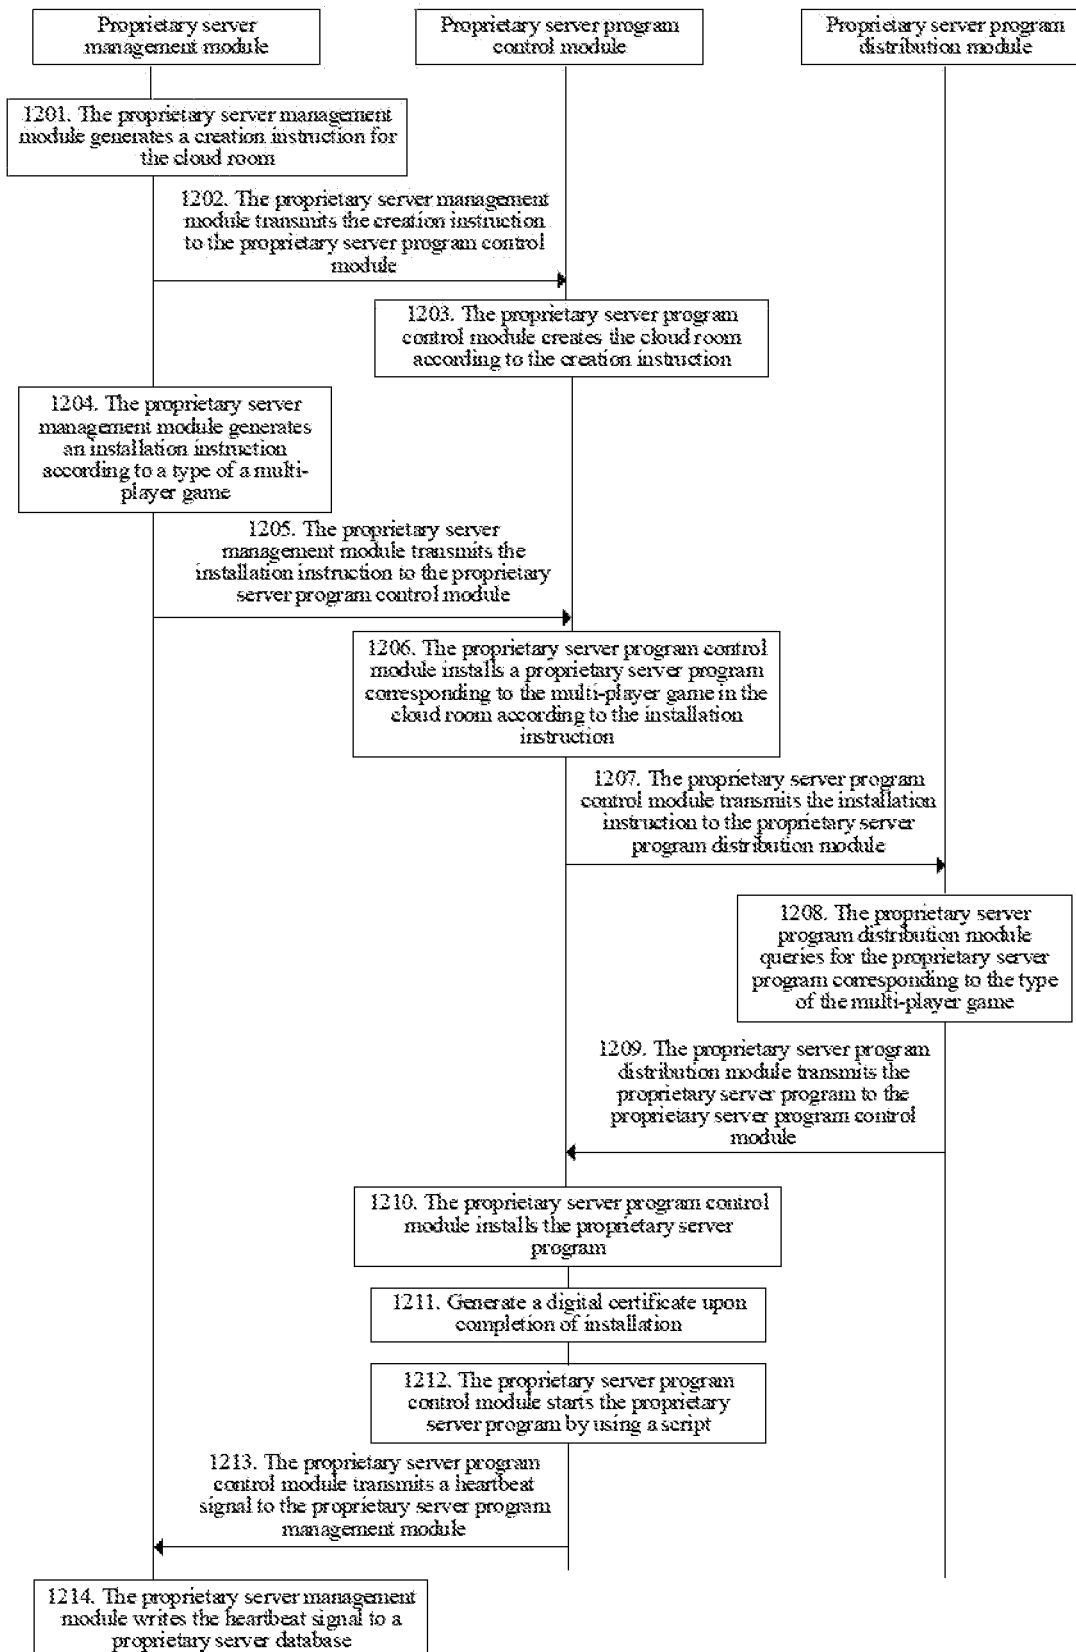 Proprietary server
management module
Proprietary server program
control module
Proprietary server program
distribution module
1201. The proprietary server management
module generates a creation instruction for
the cloud room
1202. The proprietary server management
module transmits the creation instruction
to the proprietary server program control
module
1203. The proprietary server program
control module creates the cloud room
according to the creation instruction
1204. The proprietary server
management module generates
an installation instruction
according to a type of a multi-
player game
1205. The proprietary server
management module transmits the
installation instruction to the proprietary
server program control module
1206. The proprietary server program control
module installs a proprietary server program
corresponding to the multi-player game in the
cloud room according to the installation
instruction
1207. The proprietary server program
control module transmits the installation
instruction to the proprietary server
program distribution module
1208. The proprietary server
program distribution module
queries for the proprietary server
program corresponding to the type
of the multi-player game
1209. The proprietary server program
distribution module transmits the
proprietary server program to the
proprietary server program control
module
1210. The proprietary server program control
module installs the proprietary server
program
1211. Generate a digital certificate upon
completion of installation
1212. The proprietary server program
control module starts the proprietary
server program by using a script
1213. The proprietary server program
control module transmits a heartbeat
signal to the proprietary server program
management module
1214. The proprietary server management
module writes the heartbeat signal to a
proprietary server database